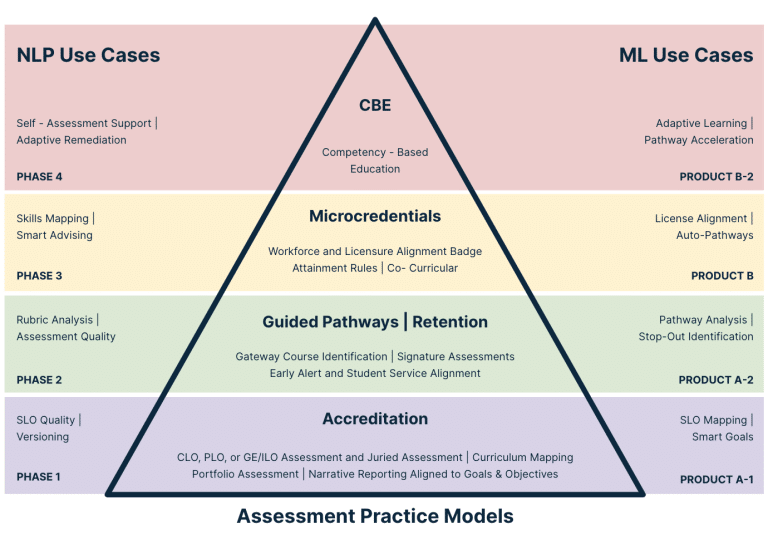 NLP Use Cases
ML Use Cases
CBE
Self - Assessment Support |
Adaptive Remediation
Competency - Based
Education
Adaptive Learning |
Pathway Acceleration
PHASE 4
PRODUCT B-2
Microcredentials
Skills Mapping |
Smart Advising
Workforce and Licensure Alignment Badge
Attainment Rules | Co- Curricular
License Alignment |
Auto-Pathways
PHASE 3
PRODUCT B
Guided Pathways | Retention
Rubric Analysis |
Assessment Quality
Gateway Course Identification | Signature Assessments
Early Alert and Student Service Alignment
Pathway Analysis |
Stop-Out Identification
PHASE 2
PRODUCT A-2
Accreditation
SLO Quality |
Versioning
CLO, PLO, or GE/ILO Assessment and Juried Assessment | Curriculum Mapping
Portfolio Assessment | Narrative Reporting Aligned to Goals & Objectives
SLO Mapping |
Smart Goals
PHASE 1
PRODUCT A-1
Assessment Practice Models